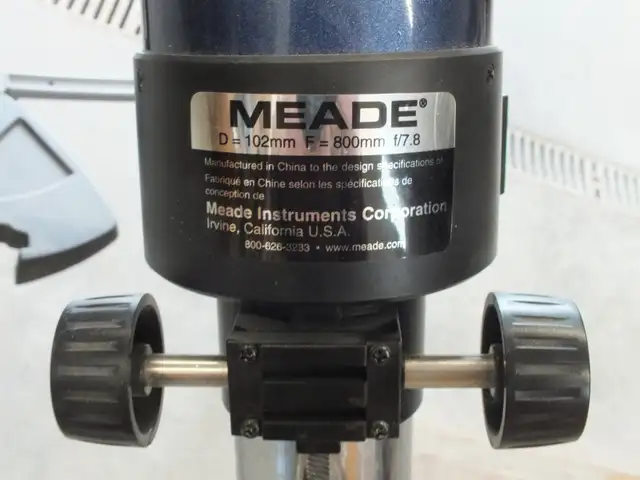 MEADE®
D = 102mm F = 800mm f/7.8
Manufactured in China to the design specifications of
Fabriqué en Chine selon les spécifications de
conception de
Meade Instruments Corporation
Irvine, California U.S.A.
800-626-3233 • www.meade.com